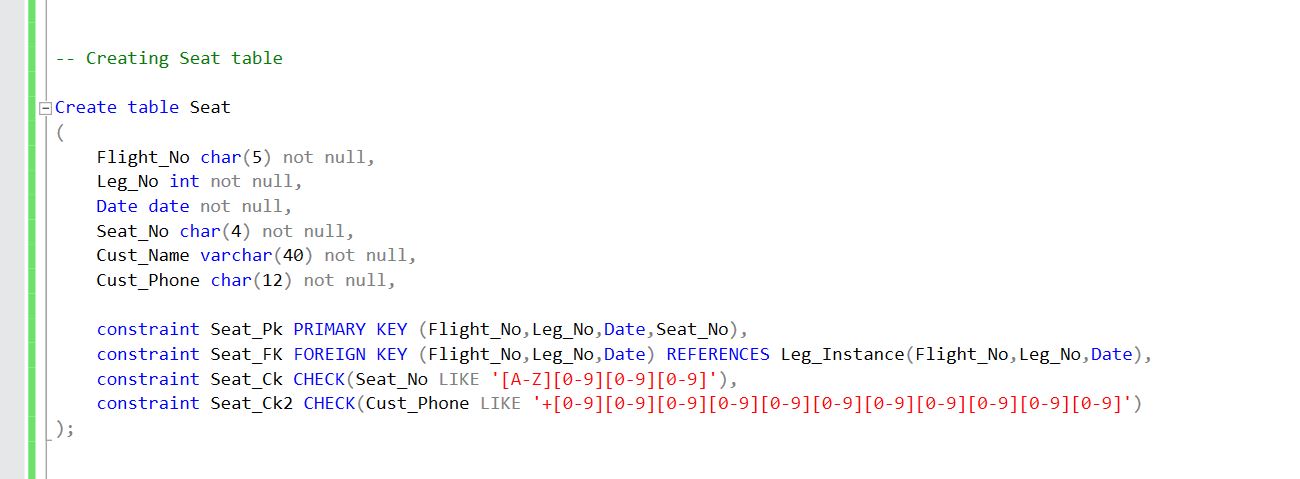 -- Creating Seat table
Create table Seat
(
Flight_No char(5) not null,
Leg_No int not null,
Date date not null,
Seat_No char(4) not null,
Cust_Name varchar(40) not null,
Cust_Phone char(12) not null,
constraint Seat_Pk PRIMARY KEY (Flight_No,Leg_No,Date,Seat_No),
constraint Seat_FK FOREIGN KEY (Flight_No,Leg_No,Date) REFERENCES Leg_Instance(Flight_No,Leg_No,Date),
constraint Seat_Ck CHECK(Seat_No LIKE '[A-Z][0-9][0-9][0-9]'),
constraint Seat_Ck2 CHECK(Cust_Phone LIKE '+[0-9][0-9][0-9][0-9][0-9][0-9][0-9][0-9][0-9][0-9][0-9]')
);